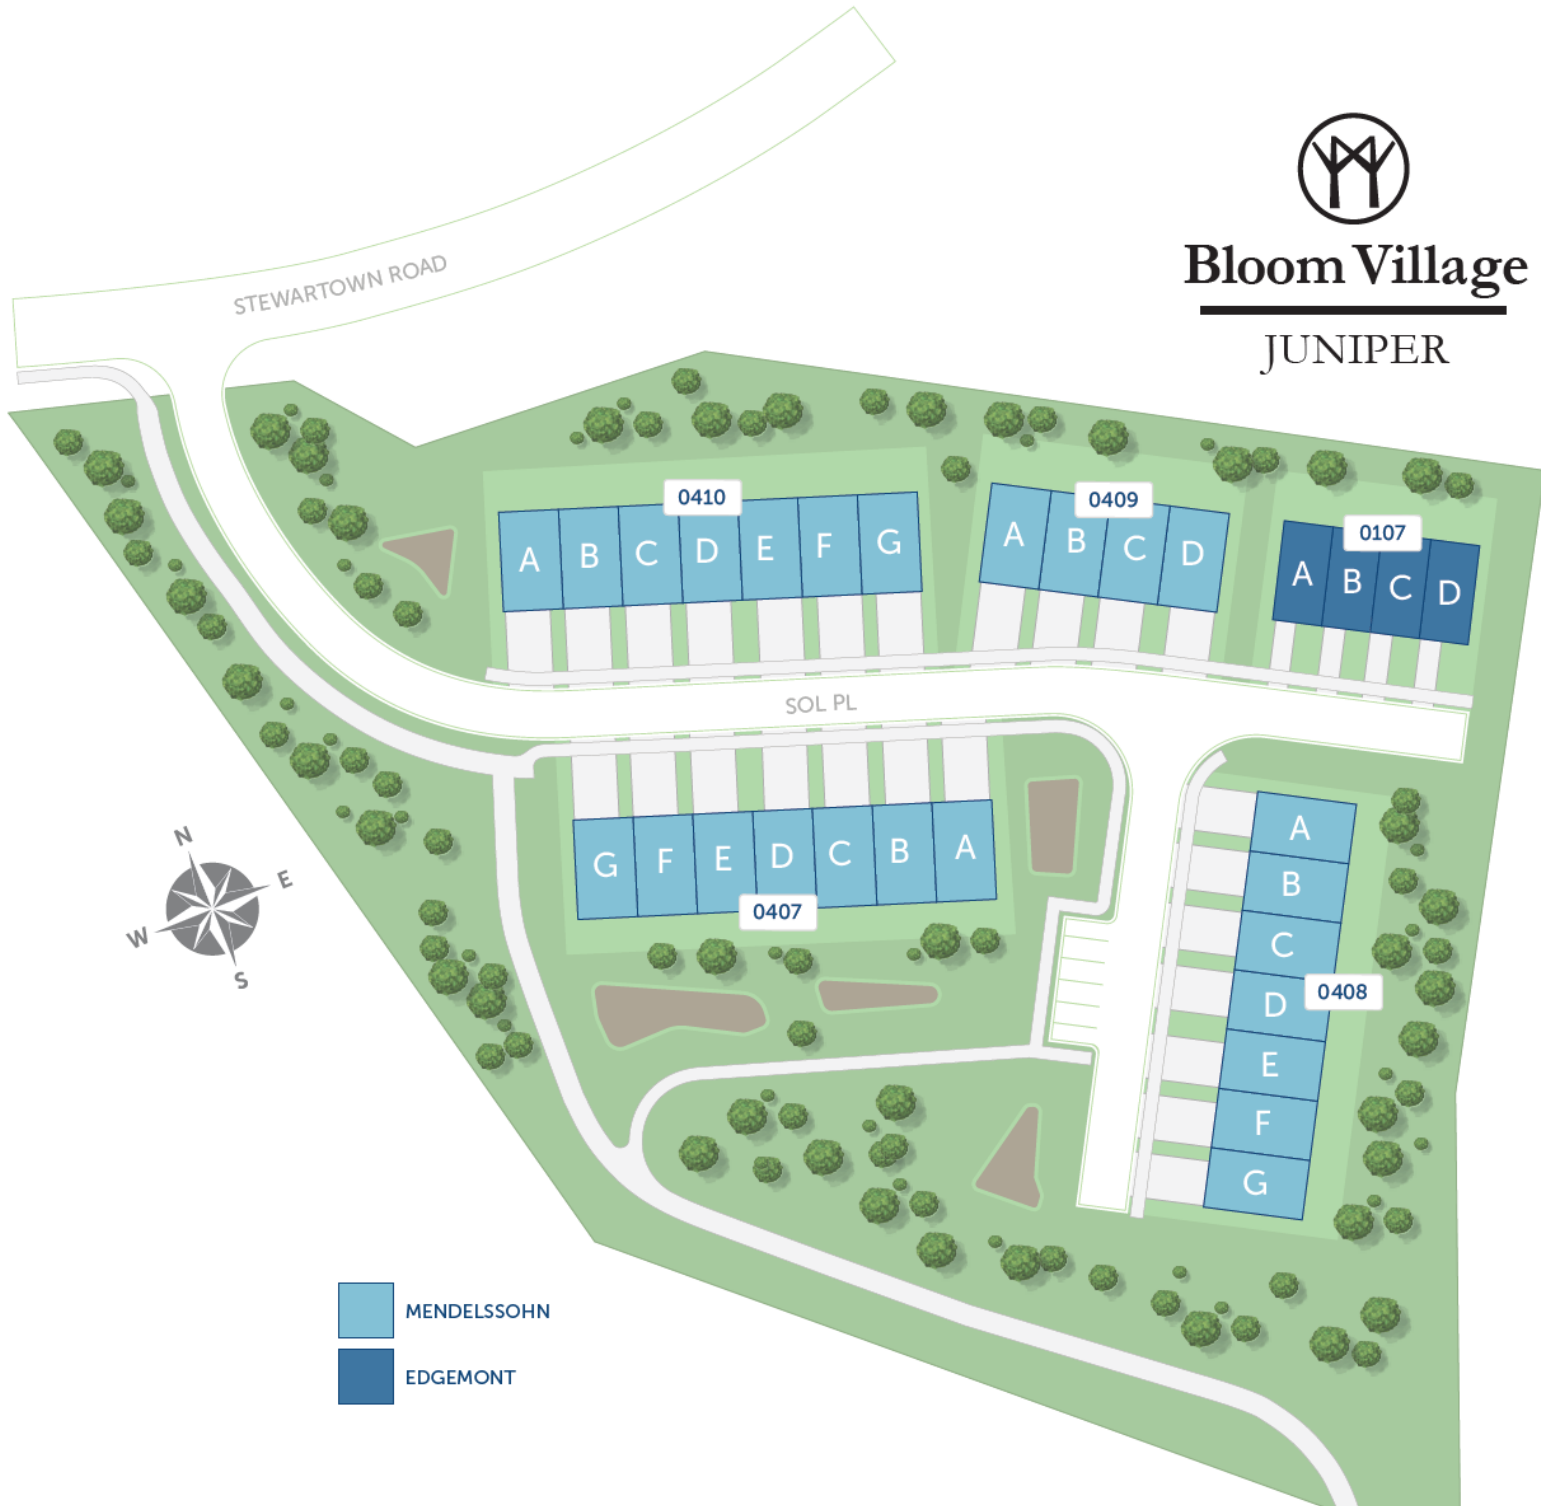 Bloom Village
JUNIPER
STEWARTOWN ROAD
0410
A B C D E F G
0409
A B C D
0107
A B C D
SOL PL
G F E D C B A
0407
A
B
C
D
E
F
G
0408
N
E
W
S
MENDELSSOHN
EDGEMONT